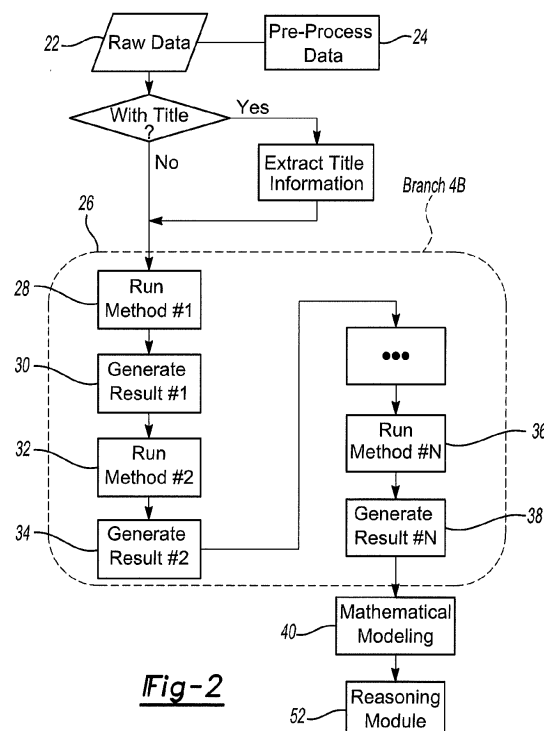 22
Raw Data
Pre-Process
Data
24
With Title
?
Yes
No
Extract Title
Information
Branch 4B
26
28
Run
Method #1
30
Generate
Result #1
32
Run
Method #2
34
Generate
Result #2
•••
Run
Method #N
36
Generate
Result #N
38
40
Mathematical
Modeling
52
Reasoning
Module
Fig-2